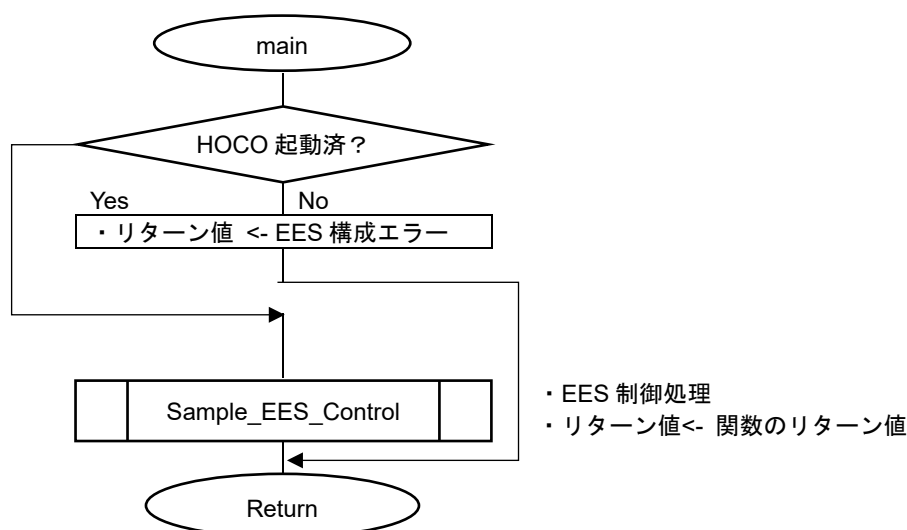 main
HOCO 起動済？
Yes
No
・リターン値 <- EES 構成エラー
Sample_EES_Control
・EES 制御処理
・リターン値<- 関数のリターン値
Return